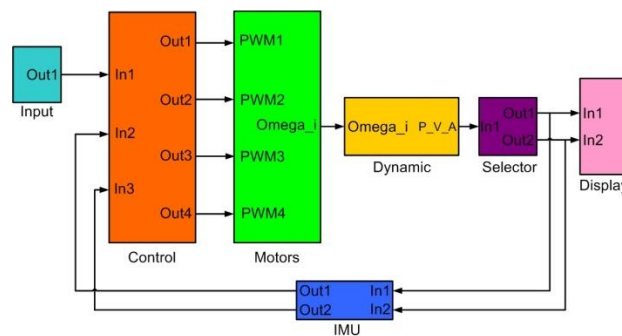 Out1
Input
In1
In2
In3
Out1
Out2
Out3
Out4
Control
PWM1
PWM2
PWM3
PWM4
Omega_i
Motors
Omega_i
P_V_A
Dynamic
In1
Out1
Out2
Selector
In1
In2
Display
Out1
Out2
In1
In2
IMU